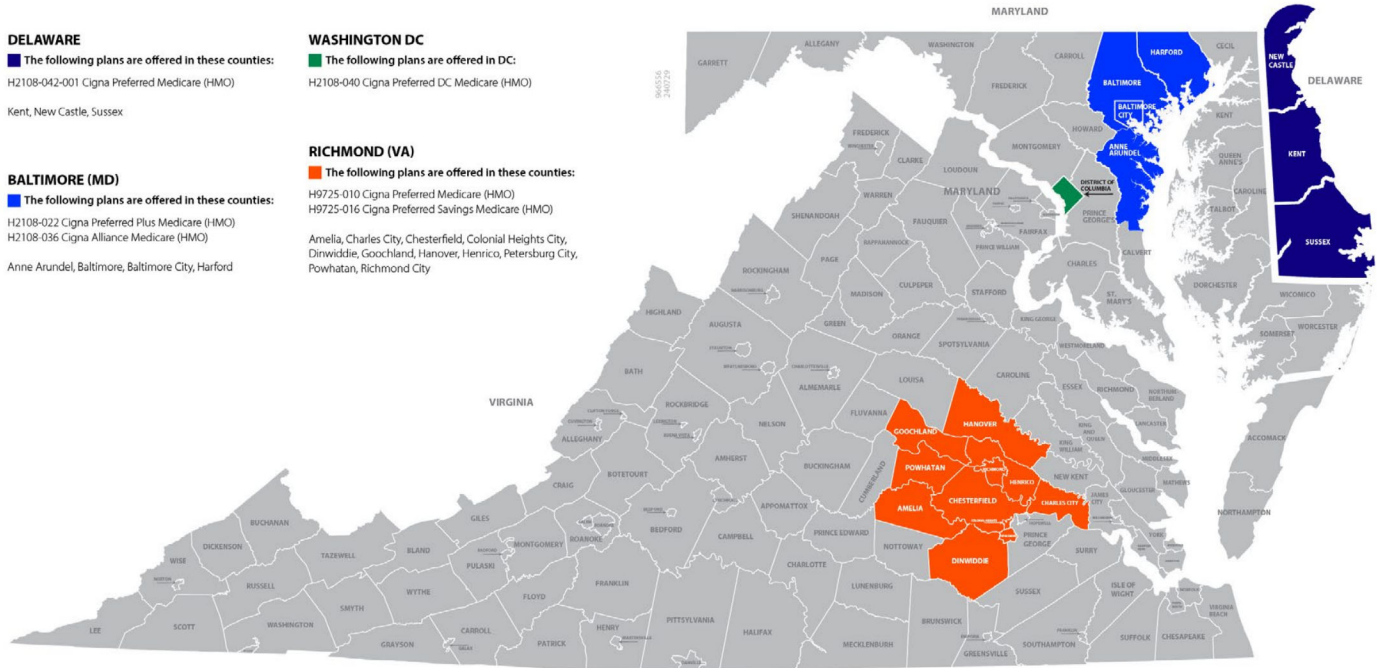 DELAWARE
The following plans are offered in these counties:
H2108-042-001 Cigna Preferred Medicare (HMO)
Kent, New Castle, Sussex
BALTIMORE (MD)
The following plans are offered in these counties:
H2108-022 Cigna Preferred Plus Medicare (HMO)
H2108-036 Cigna Alliance Medicare (HMO)
Anne Arundel, Baltimore, Baltimore City, Harford
WASHINGTON DC
The following plans are offered in DC:
H2108-040 Cigna Preferred DC Medicare (HMO)
RICHMOND (VA)
The following plans are offered in these counties:
H9725-010 Cigna Preferred Medicare (HMO)
H9725-016 Cigna Preferred Savings Medicare (HMO)
Amelia, Charles City, Chesterfield, Colonial Heights City,
Dinwiddie, Goochland, Hanover, Henrico, Petersburg City,
Powhatan, Richmond City
966556
240729
MARYLAND
GARRETT
ALLEGANY
WASHINGTON
FREDERICK
CARROLL
BALTIMORE
HARFORD
CECIL
NEW
CASTLE
DELAWARE
BALTIMORE
CITY
HOWARD
KENT
MONTGOMERY
ANNE
ARUNDEL
QUEEN
ANNE'S
KENT
DISTRICT OF
COLUMBIA
CAROLINE
TALBOT
PRINCE
GEORGE'S
SUSSEX
CALVERT
CHARLES
ST.
MARY'S
DORCHESTER
WICOMICO
SOMERSET
WORCESTER
FREDERICK
CLARKE
LOUDOUN
MARYLAND
WARREN
FAUQUIER
FAIRFAX
SHENANDOAH
RAPPAHANNOCK
PRINCE WILLIAM
PAGE
ROCKINGHAM
CULPEPER
MADISON
STAFFORD
HIGHLAND
AUGUSTA
GREEN
ORANGE
KING GEORGE
SPOTSYLVANIA
WESTMORELAND
BATH
ALMEMARLE
LOUISA
CAROLINE
ESSEX
RICHMOND
VIRGINIA
ROCKBRIDGE
NELSON
FLUVANNA
GOOCHLAND
HANOVER
KING
AND
QUEEN
KING
WILLIAM
LANCASTER
ACCOMACK
ALLEGHANY
AMHERST
BUCKINGHAM
CUMBERLAND
POWHATAN
HENRICO
NEW KENT
MIDDLESEX
MATHEWS
BOTETOURT
CRAIG
APPOMATTOX
AMELIA
CHESTERFIELD
CHARLES CITY
JAMES
CITY
GLOUCESTER
NORTHAMPTON
BUCHANAN
GILES
ROANOKE
BEDFORD
CAMPBELL
PRINCE EDWARD
NOTTOWAY
DINWIDDIE
PRINCE
GEORGE
SURRY
YORK
WISE
DICKENSON
TAZEWELL
BLAND
MONTGOMERY
PULASKI
CHARLOTTE
LUNENBURG
SUSSEX
ISLE OF
WIGHT
RUSSELL
WYTHE
FLOYD
FRANKLIN
BRUNSWICK
VIRGINIA
BEACH
LEE
SCOTT
WASHINGTON
SMYTH
GRAYSON
CARROLL
PATRICK
HENRY
PITTSYLVANIA
HALIFAX
MECKLENBURH
GREENSVILLE
SOUTHAMPTON
SUFFOLK
CHESAPEAKE